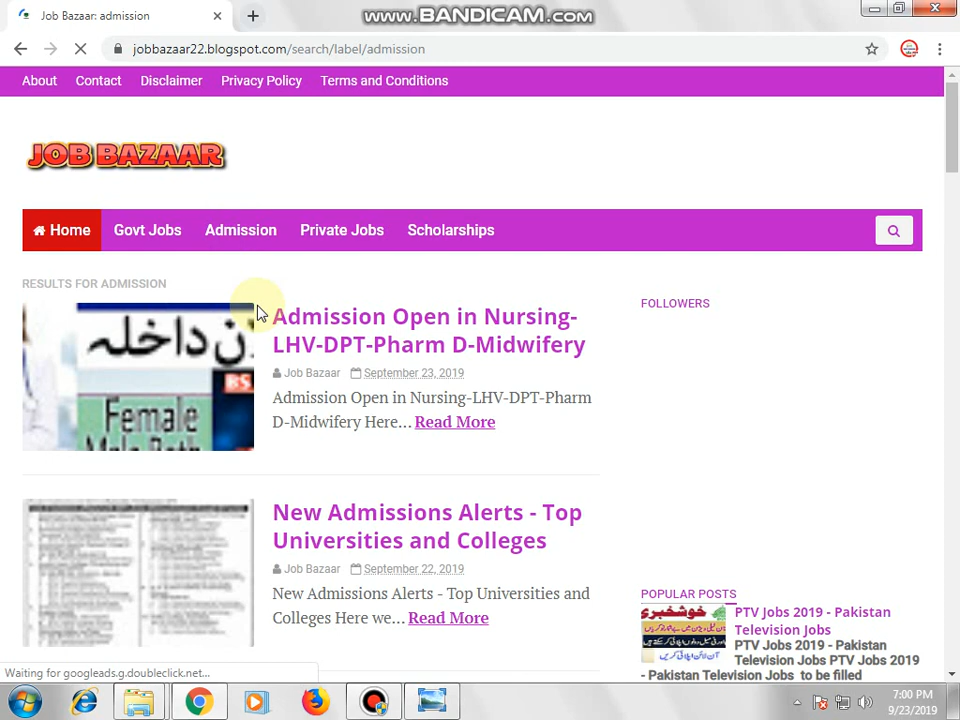 Job Bazaar: admission
www.BANDICAM.com
jobbazaar22.blogspot.com/search/label/admission
About Contact Disclaimer Privacy Policy Terms and Conditions
JOB BAZAAR
Home Govt Jobs Admission Private Jobs Scholarships
RESULTS FOR ADMISSION
FOLLOWERS
داخلہ
BS
Female
Admission Open in Nursing-
LHV-DPT-Pharm D-Midwifery
Job Bazaar September 23, 2019
Admission Open in Nursing-LHV-DPT-Pharm
D-Midwifery Here... Read More
New Admissions Alerts - Top
Universities and Colleges
Job Bazaar September 22, 2019
New Admissions Alerts - Top Universities and
Colleges Here we... Read More
POPULAR POSTS
خوشخبری
PTV Jobs 2019 - Pakistan
Television Jobs
PTV Jobs 2019 - Pakistan
Television Jobs PTV Jobs 2019
- Pakistan Television Jobs to be filled
Waiting for googleads.g.doubleclick.net...
7:00 PM
9/23/2019